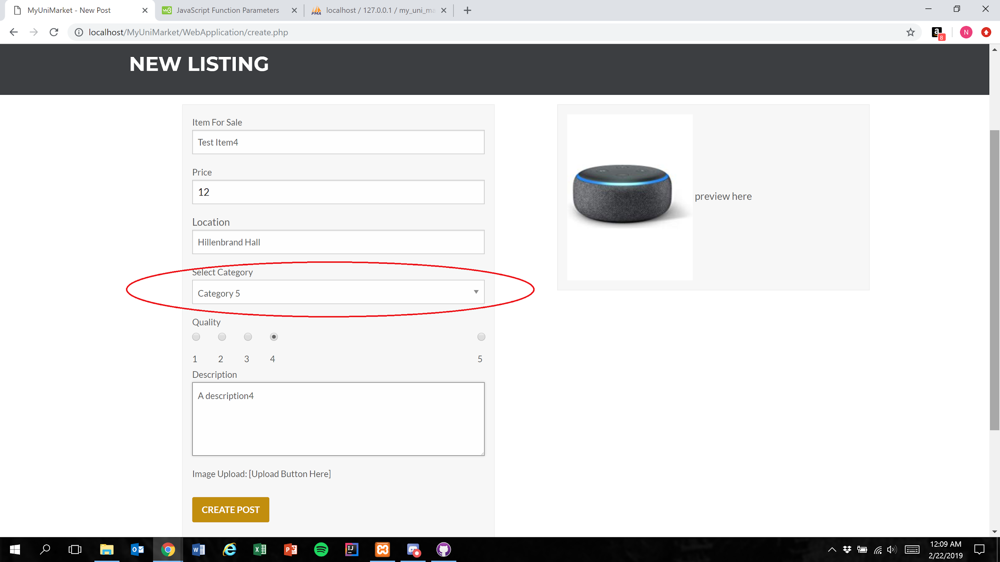 MyUniMarket - New Post
JavaScript Function Parameters
localhost / 127.0.0.1 / my_uni_ma
localhost/MyUniMarket/WebApplication/create.php
a
8
N
NEW LISTING
Item For Sale
Test Item4
Price
12
Location
Hillenbrand Hall
preview here
Select Category
Category 5
Quality
1 2 3 4 5
Description
A description4
Image Upload: [Upload Button Here]
CREATE POST
12:09 AM
2/22/2019